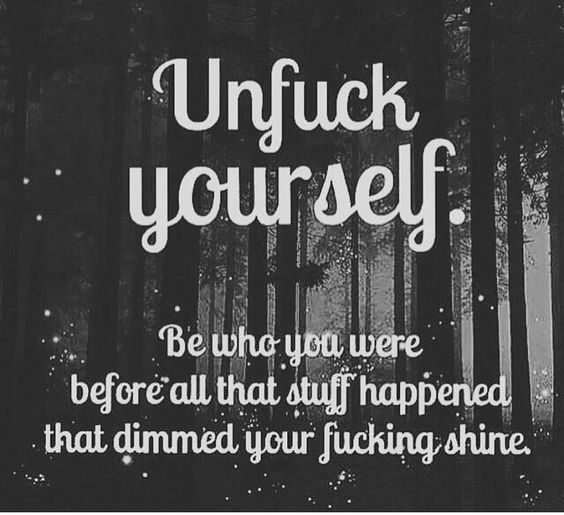 Unfuck
yourself.
Be who you were
before all that stuff happened
that dimmed your fucking shine.